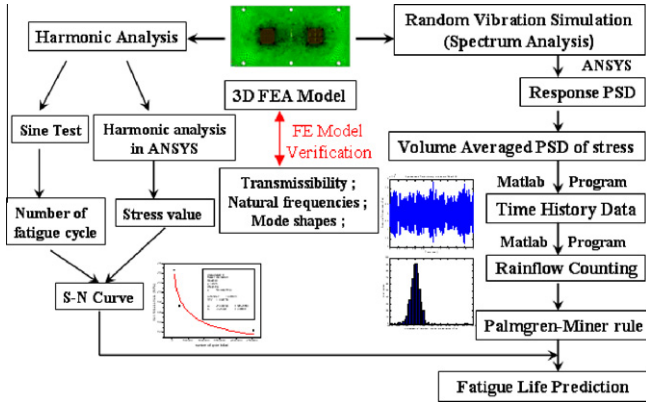 Harmonic Analysis
Random Vibration Simulation
(Spectrum Analysis)
ANSYS
3D FEA Model
Response PSD
Sine Test
Harmonic analysis
in ANSYS
FE Model
Verification
Volume Averaged PSD of stress
Matlab Program
Transmissibility ;
Natural frequencies ;
Mode shapes ;
Number of
fatigue cycle
Stress value
Time History Data
Matlab Program
Rainflow Counting
S-N Curve
Palmgren-Miner rule
Fatigue Life Prediction